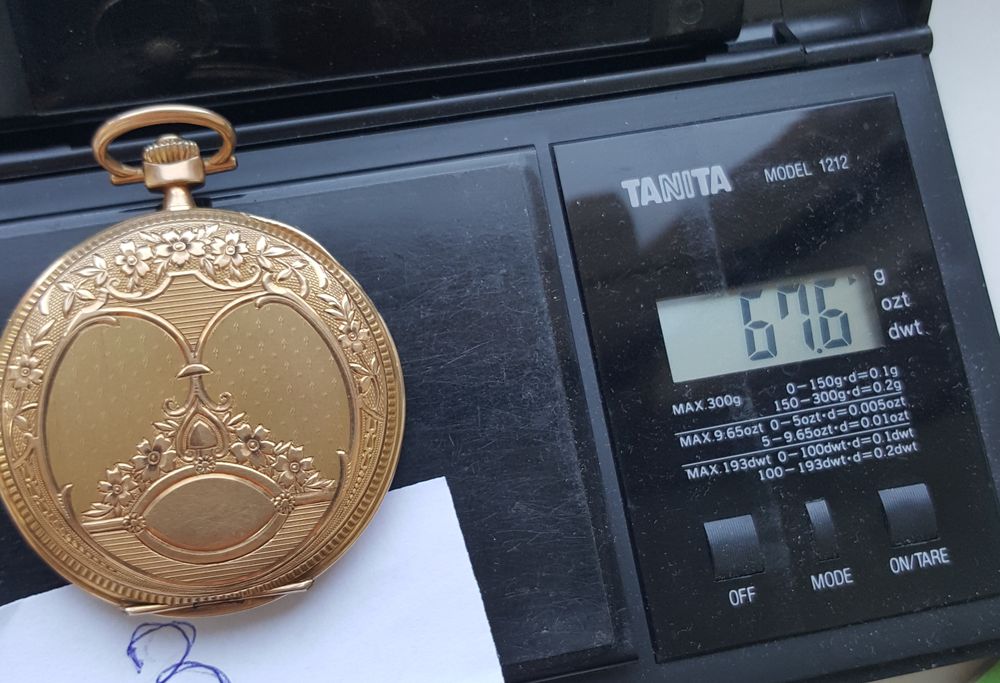 TANITA MODEL 1212
67.6
g
ozt
dwt
MAX.300g 0-150g·d=0.1g
150-300g·d=0.2g
MAX.9.65ozt 0-5ozt·d=0.005ozt
5-9.65ozt·d=0.01ozt
MAX.193dwt 0-100dwt·d=0.1dwt
100-193dwt·d=0.2dwt
OFF
MODE
ON/TARE
3